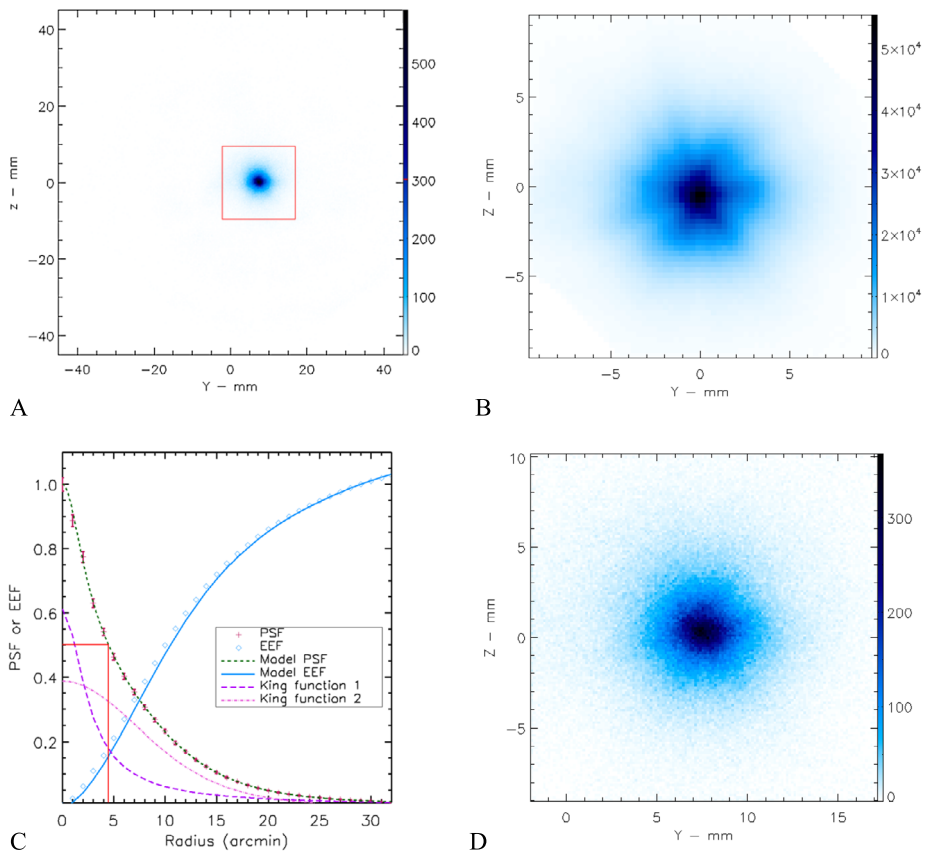 40
20
0
−20
−40
z − mm
−40
−20
0
20
40
Y − mm
500
400
300
200
100
0
A
5
0
−5
Z − mm
−5
0
5
Y − mm
5×10⁴
4×10⁴
3×10⁴
2×10⁴
1×10⁴
0
B
1.0
0.8
0.6
0.4
0.2
PSF or EEF
PSF
EEF
Model PSF
Model EEF
King function 1
King function 2
0
5
10
15
20
25
30
Radius (arcmin)
C
10
5
0
−5
Z − mm
0
5
10
15
Y − mm
300
200
100
0
D